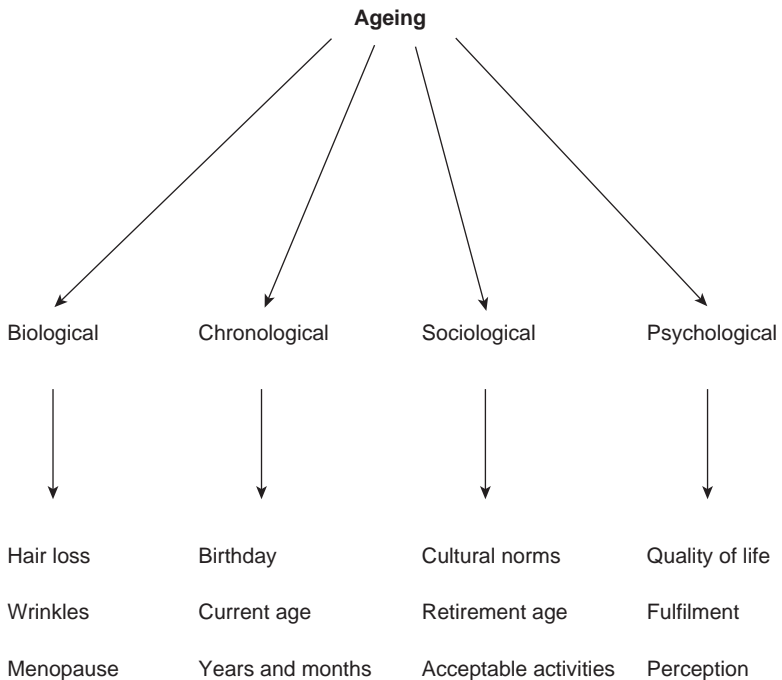 Ageing
Biological Chronological Sociological Psychological
Hair loss Birthday Cultural norms Quality of life
Wrinkles Current age Retirement age Fulfilment
Menopause Years and months Acceptable activities Perception